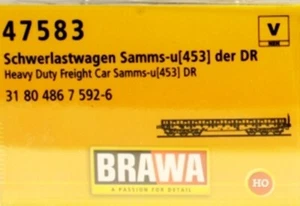 47583
V
Schwerlastwagen Samms-u[453] der DR
Heavy Duty Freight Car Samms-u[453] DR
31 80 486 7 592-6
BRAWA
A PASSION FOR DETAIL
HO